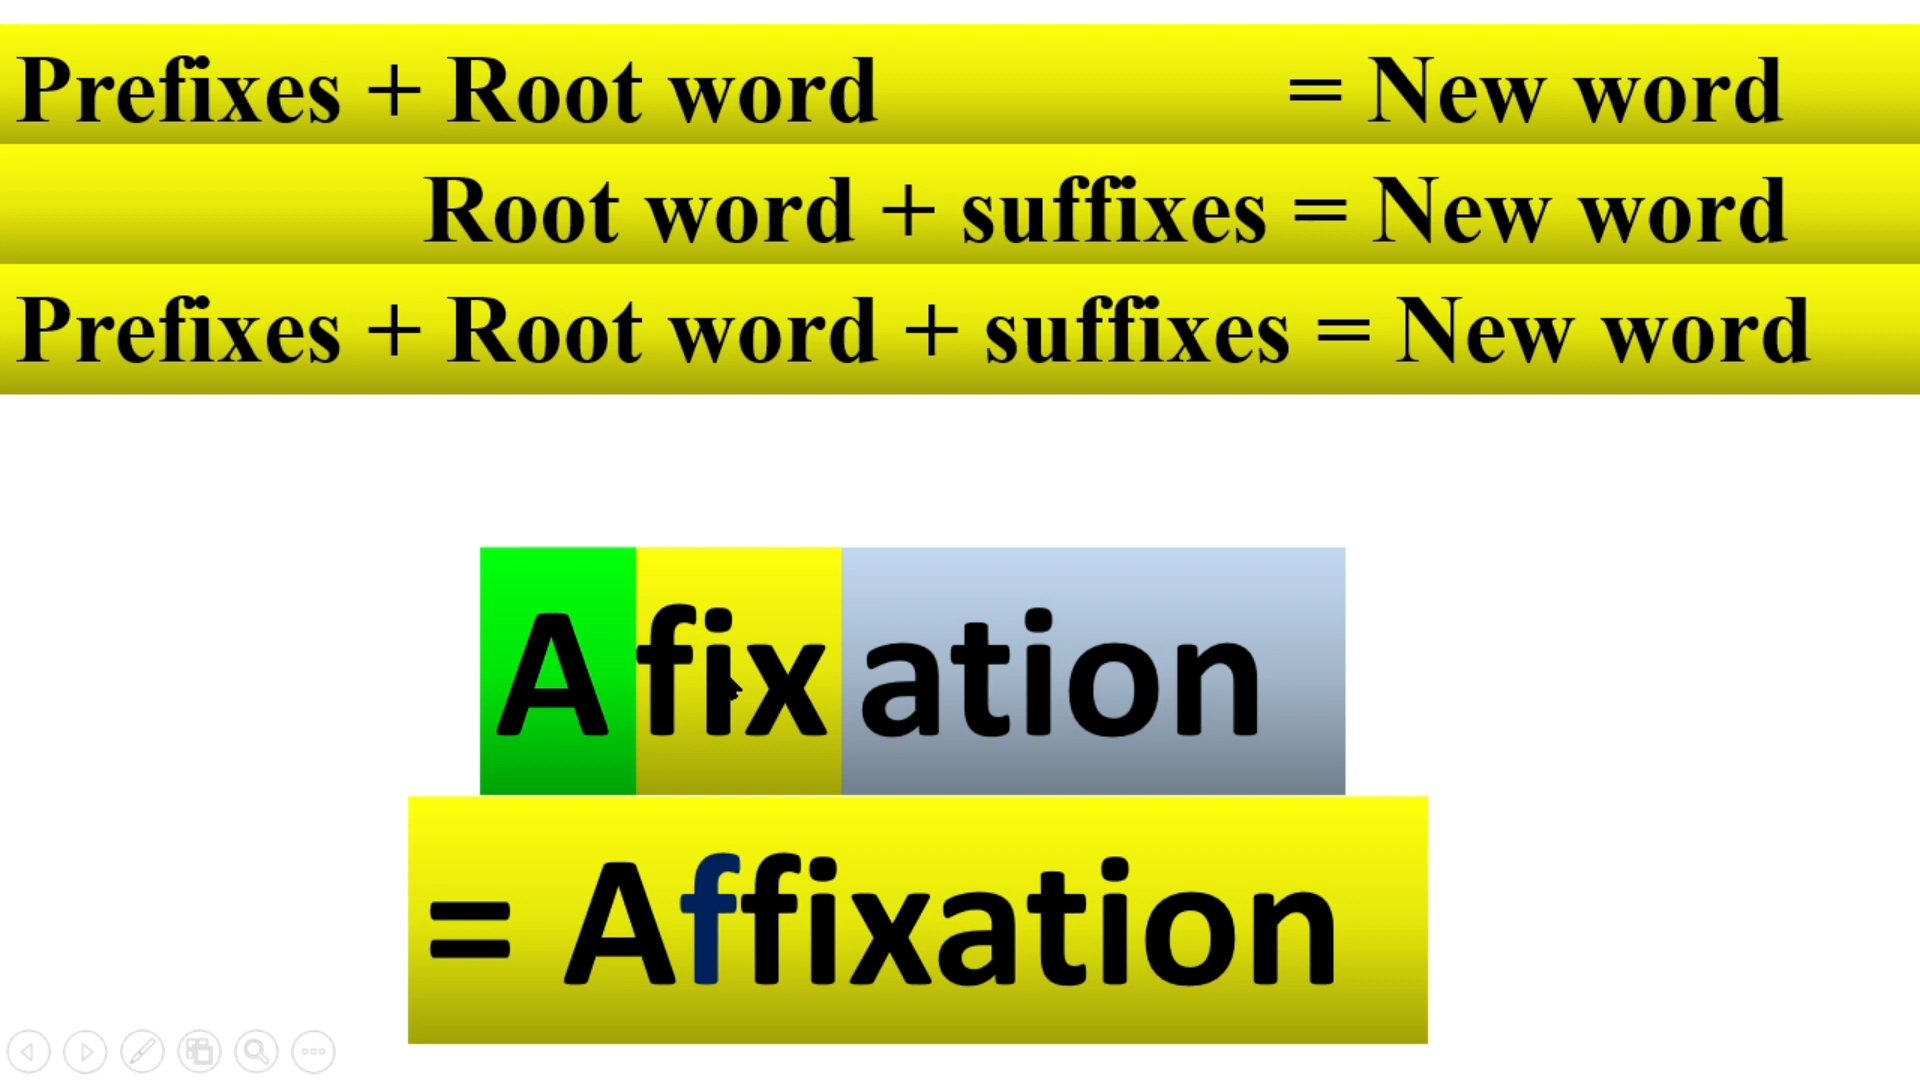 Prefixes + Root word = New word
Root word + suffixes = New word
Prefixes + Root word + suffixes = New word
A fix ation
= Affixation